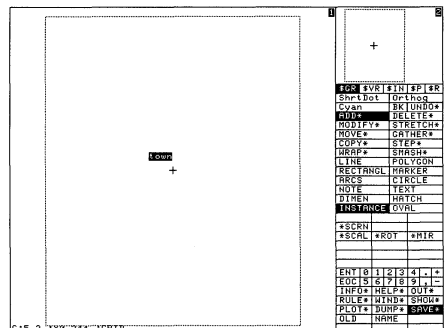 1
2
town
$GR $VR $IN $P $R
ShrtDot Orthog
Cyan BK UNDO*
ADD* DELETE*
MODIFY* STRETCH*
MOVE* GATHER*
COPY* STEP*
WRAP* SMASH*
LINE POLYGON
RECTANGL MARKER
ARCS CIRCLE
NOTE TEXT
DIMEN HATCH
INSTANCE OVAL
*SCRN
*SCAL *ROT *MIR
ENT 0 1 2 3 4 . +
EOC 5 6 7 8 9 , -
INFO* HELP* OUT*
RULE* WIND* SHOW*
PLOT* DUMP* SAVE*
OLD NAME